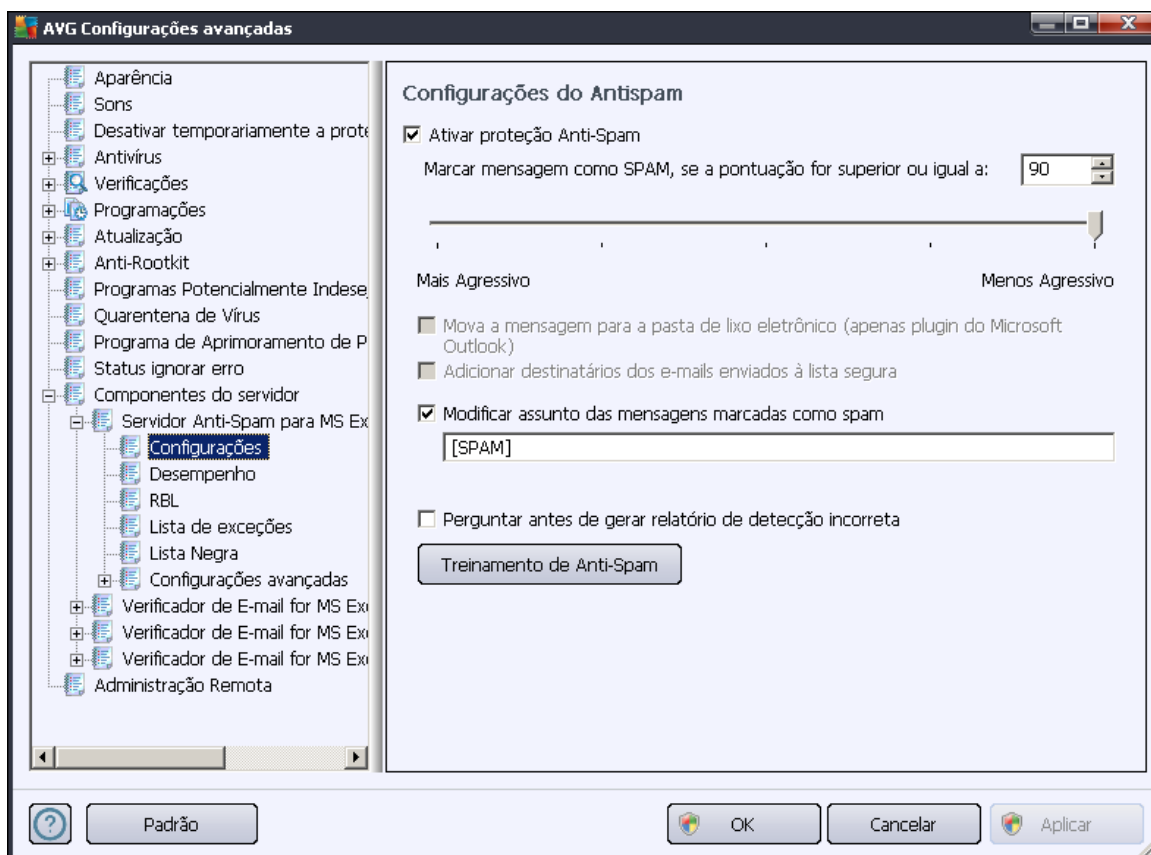 AVG Configurações avançadas
Aparência
Sons
Desativar temporariamente a prote
Antivírus
Verificações
Programações
Atualização
Anti-Rootkit
Programas Potencialmente Indesej
Quarentena de Vírus
Programa de Aprimoramento de P
Status ignorar erro
Componentes do servidor
Servidor Anti-Spam para MS Ex
Configurações
Desempenho
RBL
Lista de exceções
Lista Negra
Configurações avançadas
Verificador de E-mail for MS Exc
Verificador de E-mail for MS Exc
Verificador de E-mail for MS Exc
Administração Remota
Configurações do Antispam
Ativar proteção Anti-Spam
Marcar mensagem como SPAM, se a pontuação for superior ou igual a: 90
Mais Agressivo Menos Agressivo
Mova a mensagem para a pasta de lixo eletrônico (apenas plugin do Microsoft
Outlook)
Adicionar destinatários dos e-mails enviados à lista segura
Modificar assunto das mensagens marcadas como spam
[SPAM]
Perguntar antes de gerar relatório de detecção incorreta
Treinamento de Anti-Spam
Padrão OK Cancelar Aplicar